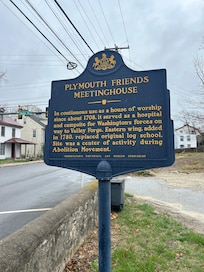 PLYMOUTH FRIENDS
MEETINGHOUSE
In continuous use as a house of worship
since about 1708, it served as a hospital
and campsite for Washington's forces on
way to Valley Forge. Eastern wing, added
in 1780, replaced original log school.
Site was a center of activity during
Abolition Movement.
PENNSYLVANIA HISTORICAL AND MUSEUM COMMISSION